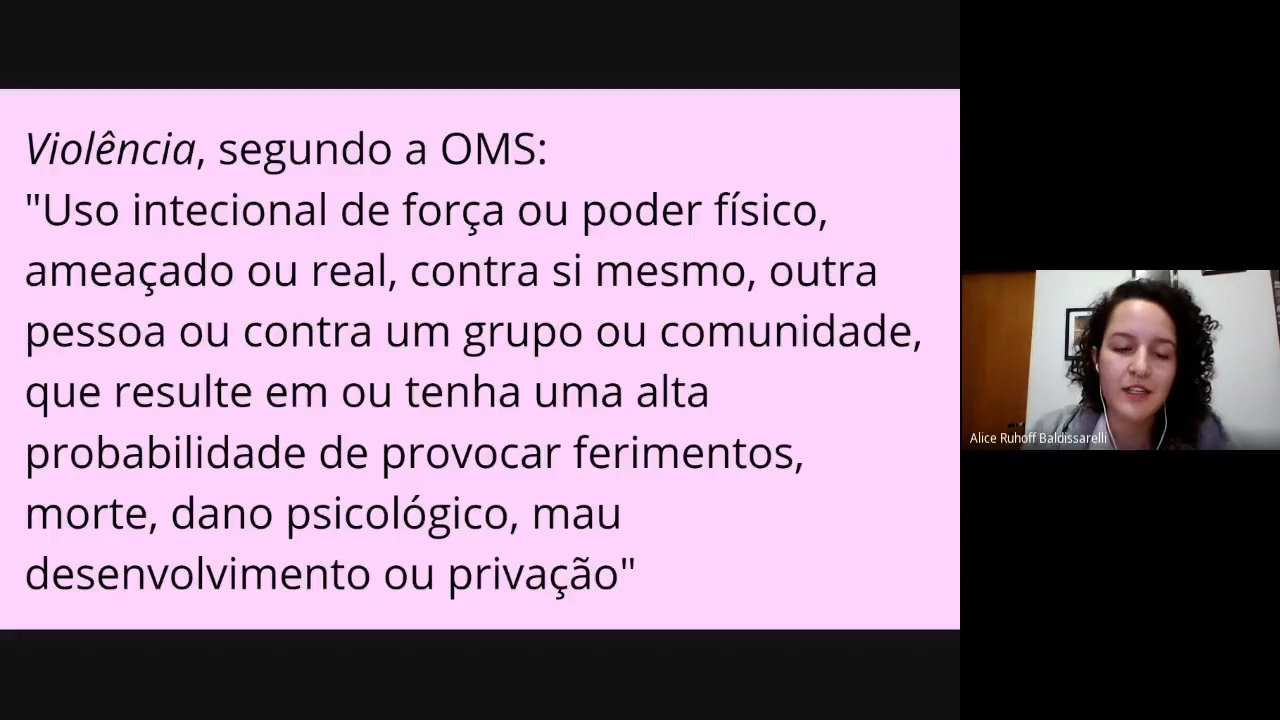 Violência, segundo a OMS:
"Uso intecional de força ou poder físico,
ameaçado ou real, contra si mesmo, outra
pessoa ou contra um grupo ou comunidade,
que resulte em ou tenha uma alta
probabilidade de provocar ferimentos,
morte, dano psicológico, mau
desenvolvimento ou privação"
Alice Ruhoff Baldissarelli